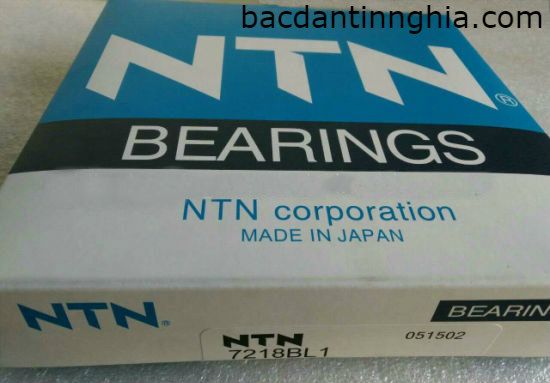 bacdantinnghia.com
NTN®
BEARINGS
NTN corporation
MADE IN JAPAN
NTN®
BEARIN
NTN
051502
7218BL1